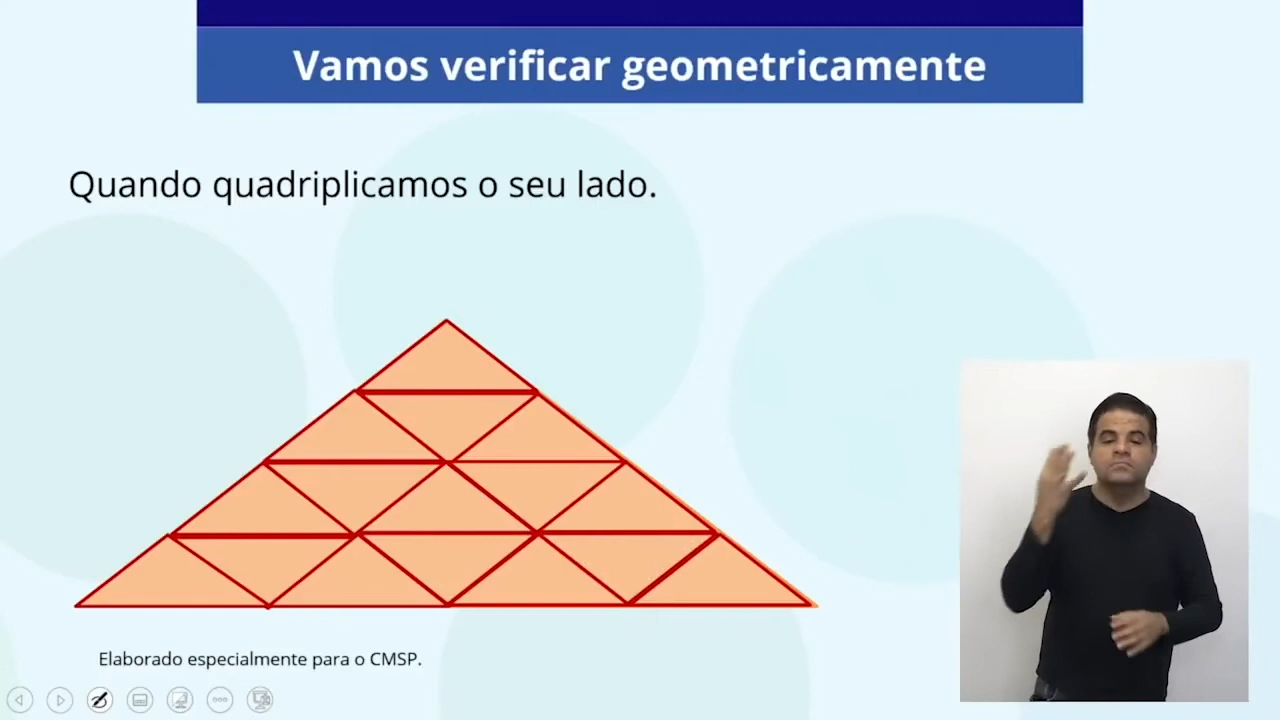 Vamos verificar geometricamente
Quando quadriplicamos o seu lado.
Elaborado especialmente para o CMSP.